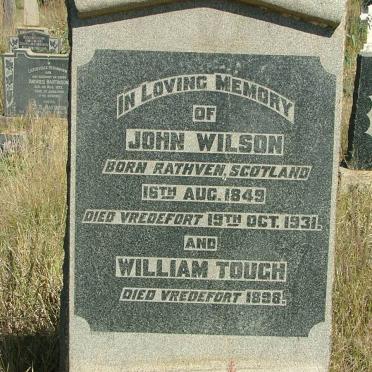 In Loving Memory
OF
JOHN WILSON
BORN RATHVEN, SCOTLAND
16TH AUG. 1849
DIED VREDEFORT 19TH OCT. 1931.
AND
WILLIAM TOUGH
DIED VREDEFORT 1898.